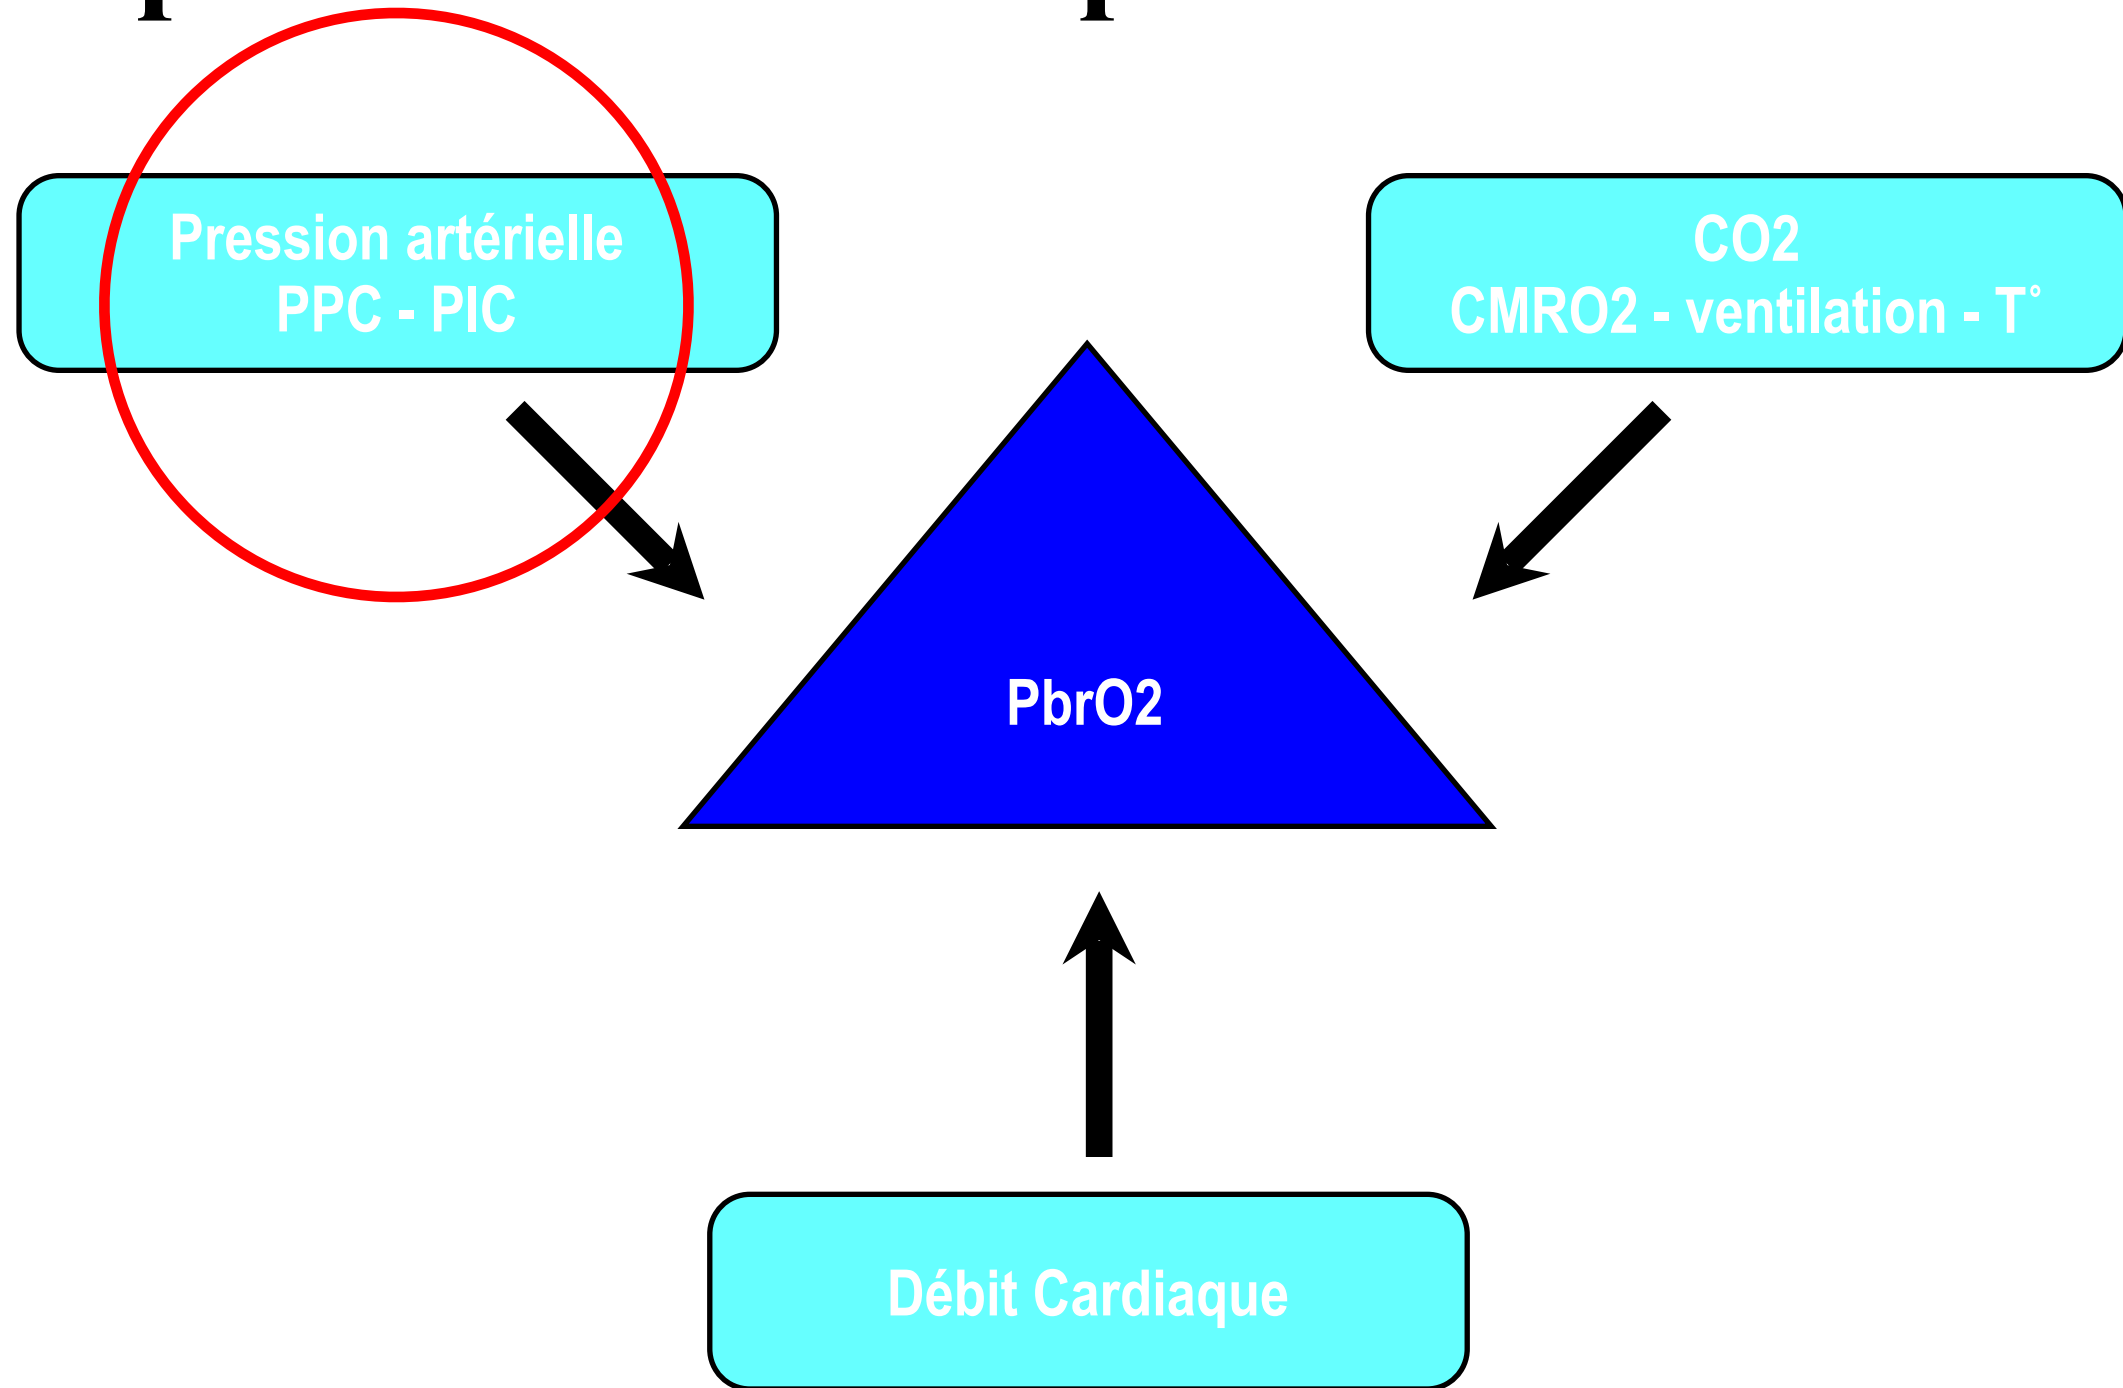 Pression artérielle
PPC - PIC
CO2
CMRO2 - ventilation - T°
PbrO2
Débit Cardiaque